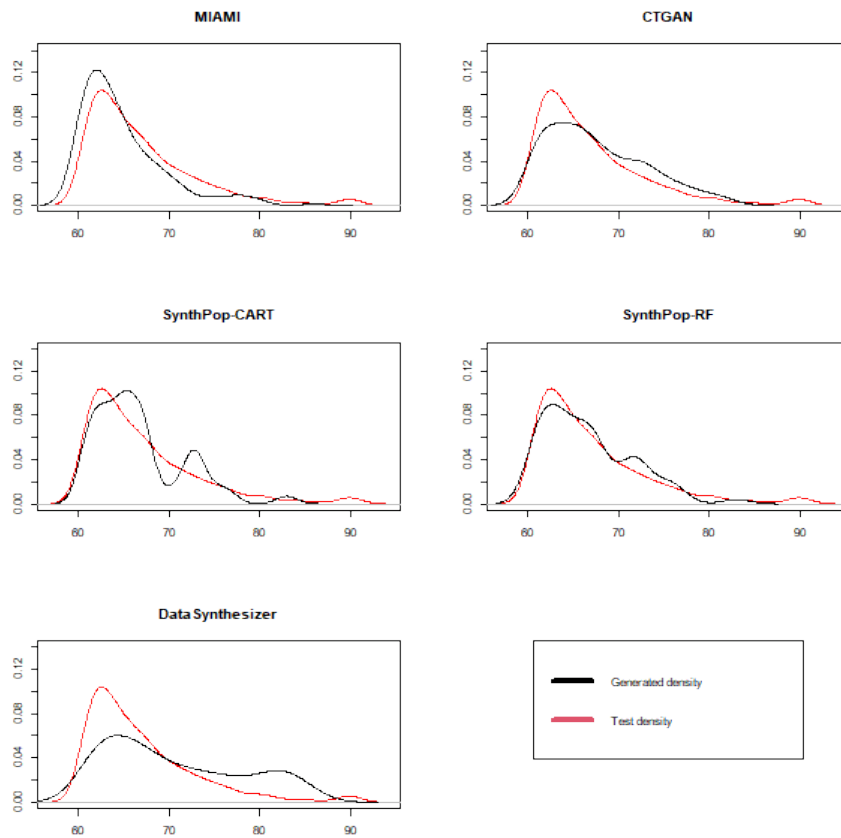 MIAMI
CTGAN
0.00 0.04 0.08 0.12
60 70 80 90
0.00 0.04 0.08 0.12
60 70 80 90
SynthPop-CART
SynthPop-RF
0.00 0.04 0.08 0.12
60 70 80 90
0.00 0.04 0.08 0.12
60 70 80 90
DataSynthesizer
0.00 0.04 0.08 0.12
60 70 80 90
Generated density
Test density